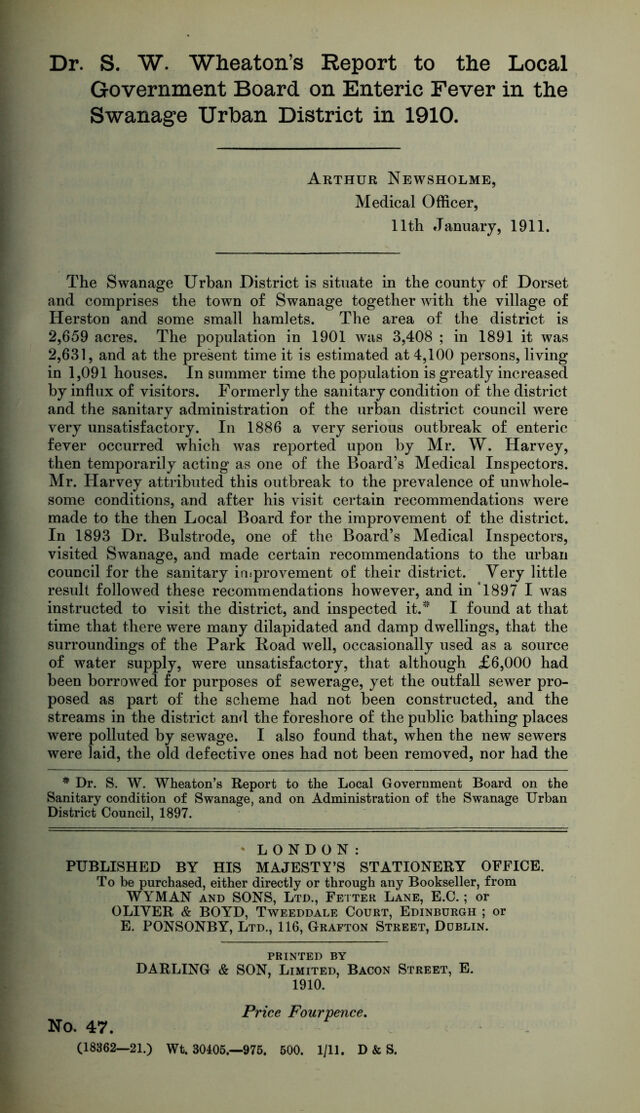 Dr. S. W. Wheaton's Report to the Local
Government Board on Enteric Fever in the
Swanage Urban District in 1910.
Arthur Newsholme,
Medical Officer,
11th January, 1911.
The Swanage Urban District is situate in the county of Dorset
and comprises the town of Swanage together with the village of
Herston and some small hamlets. The area of the district is
2,659 acres. The population in 1901 was 3,408 ; in 1891 it was
2,631, and at the present time it is estimated at 4,100 persons, living
in 1,091 houses. In summer time the population is greatly increased
by influx of visitors. Formerly the sanitary condition of the district
and the sanitary administration of the urban district council were
very unsatisfactory. In 1886 a very serious outbreak of enteric
fever occurred which was reported upon by Mr. W. Harvey,
then temporarily acting as one of the Board's Medical Inspectors.
Mr. Harvey attributed this outbreak to the prevalence of unwhole-
some conditions, and after his visit certain recommendations were
made to the then Local Board for the improvement of the district.
In 1893 Dr. Bulstrode, one of the Board's Medical Inspectors,
visited Swanage, and made certain recommendations to the urban
council for the sanitary improvement of their district. Very little
result followed these recommendations however, and in 1897 I was
instructed to visit the district, and inspected it.* I found at that
time that there were many dilapidated and damp dwellings, that the
surroundings of the Park Road well, occasionally used as a source
of water supply, were unsatisfactory, that although £6,000 had
been borrowed for purposes of sewerage, yet the outfall sewer pro-
posed as part of the scheme had not been constructed, and the
streams in the district and the foreshore of the public bathing places
were polluted by sewage. I also found that, when the new sewers
were laid, the old defective ones had not been removed, nor had the
* Dr. S. W. Wheaton's Report to the Local Government Board on the
Sanitary condition of Swanage, and on Administration of the Swanage Urban
District Council, 1897.
LONDON:
PUBLISHED BY HIS MAJESTY'S STATIONERY OFFICE.
To be purchased, either directly or through any Bookseller, from
WYMAN AND SONS, LTD., FETTER LANE, E.C. ; or
OLIVER & BOYD, TWEEDDALE COURT, EDINBURGH ; or
E. PONSONBY, LTD., 116, GRAFTON STREET, DUBLIN.
PRINTED BY
DARLING & SON, LIMITED, BACON STREET, E.
1910.
Price Fourpence.
No. 47.
(18362—21.) Wt. 30405.—975. 500. 1/11. D & S.